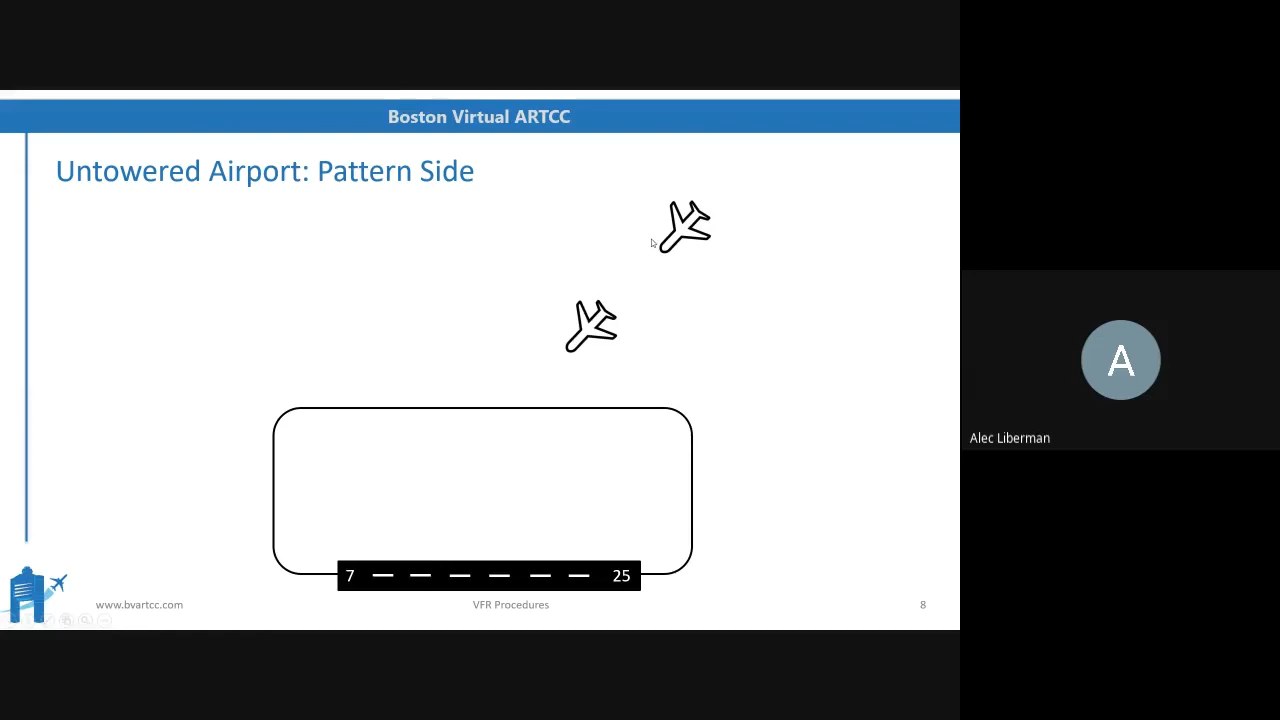 Boston Virtual ARTCC
Untowered Airport: Pattern Side
A
Alec Liberman
7
25
www.bvartcc.com
VFR Procedures
8